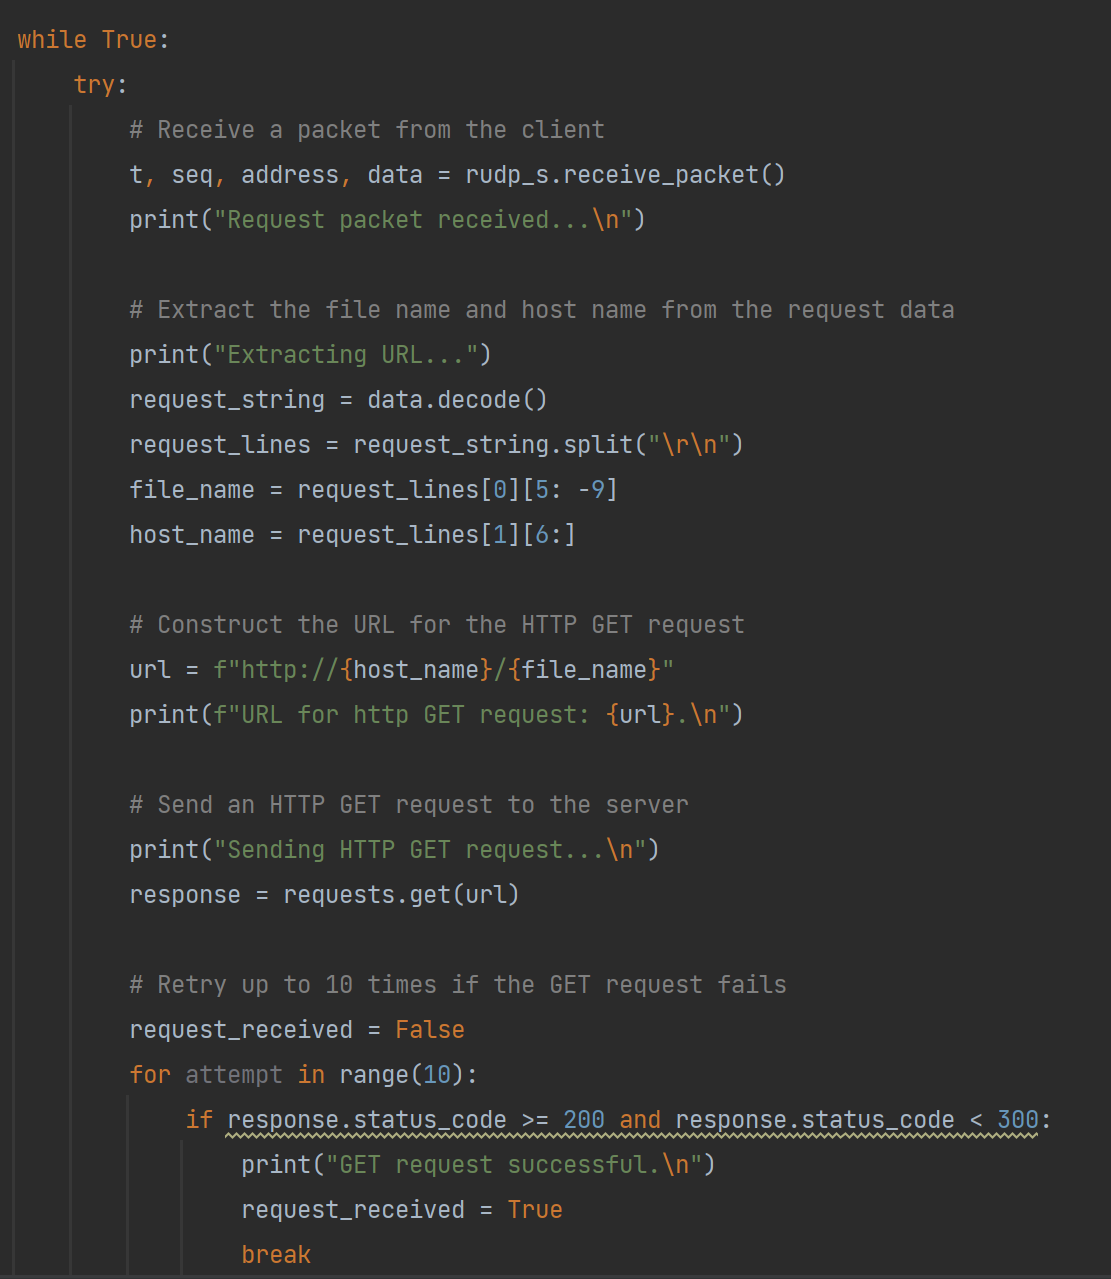 while True:
    try:
        # Receive a packet from the client
        t, seq, address, data = rudp_s.receive_packet()
        print("Request packet received...\n")

        # Extract the file name and host name from the request data
        print("Extracting URL...")
        request_string = data.decode()
        request_lines = request_string.split("\r\n")
        file_name = request_lines[0][5: -9]
        host_name = request_lines[1][6:]

        # Construct the URL for the HTTP GET request
        url = f"http://{host_name}/{file_name}"
        print(f"URL for http GET request: {url}.\n")

        # Send an HTTP GET request to the server
        print("Sending HTTP GET request...\n")
        response = requests.get(url)

        # Retry up to 10 times if the GET request fails
        request_received = False
        for attempt in range(10):
            if response.status_code >= 200 and response.status_code < 300:
                print("GET request successful.\n")
                request_received = True
                break